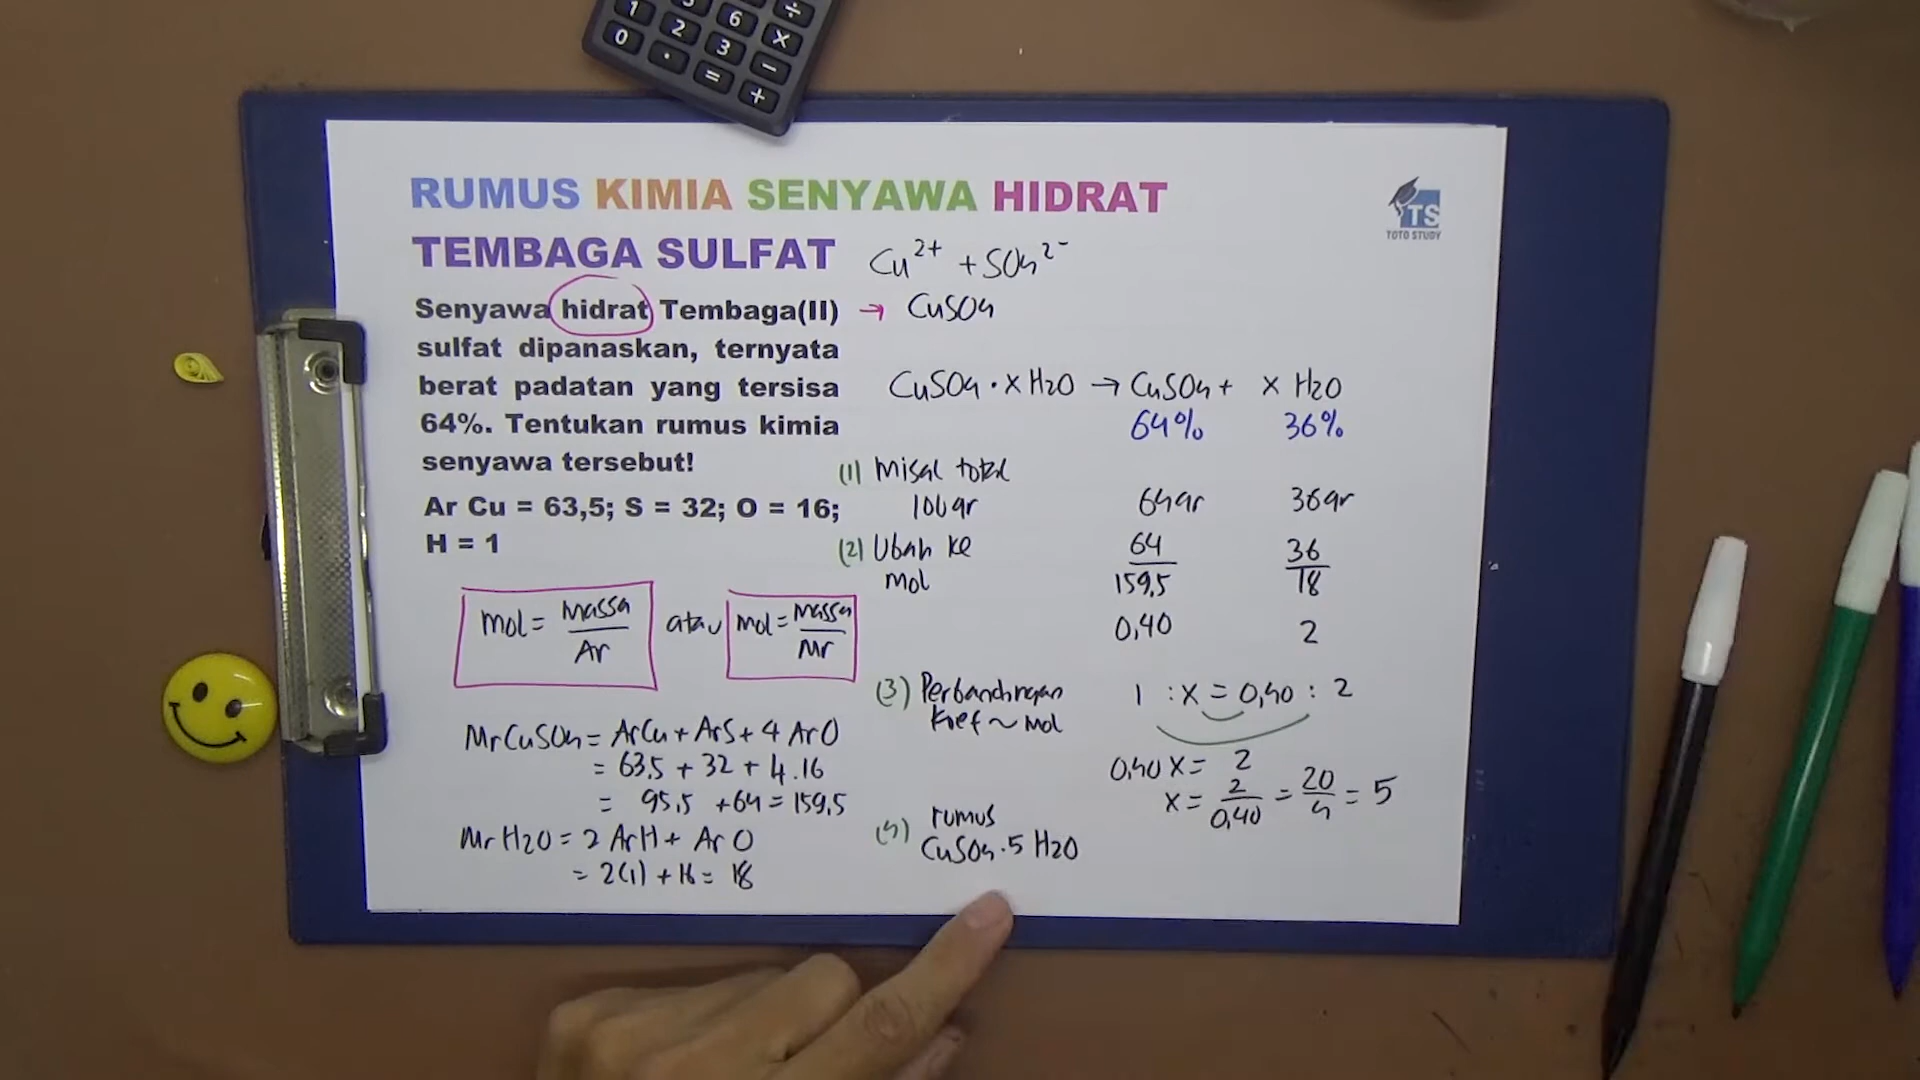 1
6
÷
0
2
3
×
.
=
−
+
RUMUS KIMIA SENYAWA HIDRAT
TEMBAGA SULFAT
Cu²⁺ + SO₄²⁻
TS
TOTO STUDY
Senyawa hidrat Tembaga(II) → CuSO₄
sulfat dipanaskan, ternyata
berat padatan yang tersisa
64%. Tentukan rumus kimia
senyawa tersebut!
Ar Cu = 63,5; S = 32; O = 16;
H = 1
mol = Massa/Ar atau mol = Massa/Mr
Mr CuSO₄ = Ar Cu + Ar S + 4 Ar O
= 63.5 + 32 + 4.16
= 95.5 + 64 = 159.5
Mr H2O = 2 Ar H + Ar O
= 2(1) + 16 = 18
CuSO₄ . x H2O → CuSO₄ + x H2O
64% 36%
(1) Misal total
100 gr 64 gr 36 gr
(2) Ubah ke 64/159,5 36/18
mol
0,40 2
(3) Perbandingan 1 : x = 0,40 : 2
koef ~ mol
0,40 x = 2
x = 2/0,40 = 20/4 = 5
(4) rumus
CuSO₄ . 5 H2O